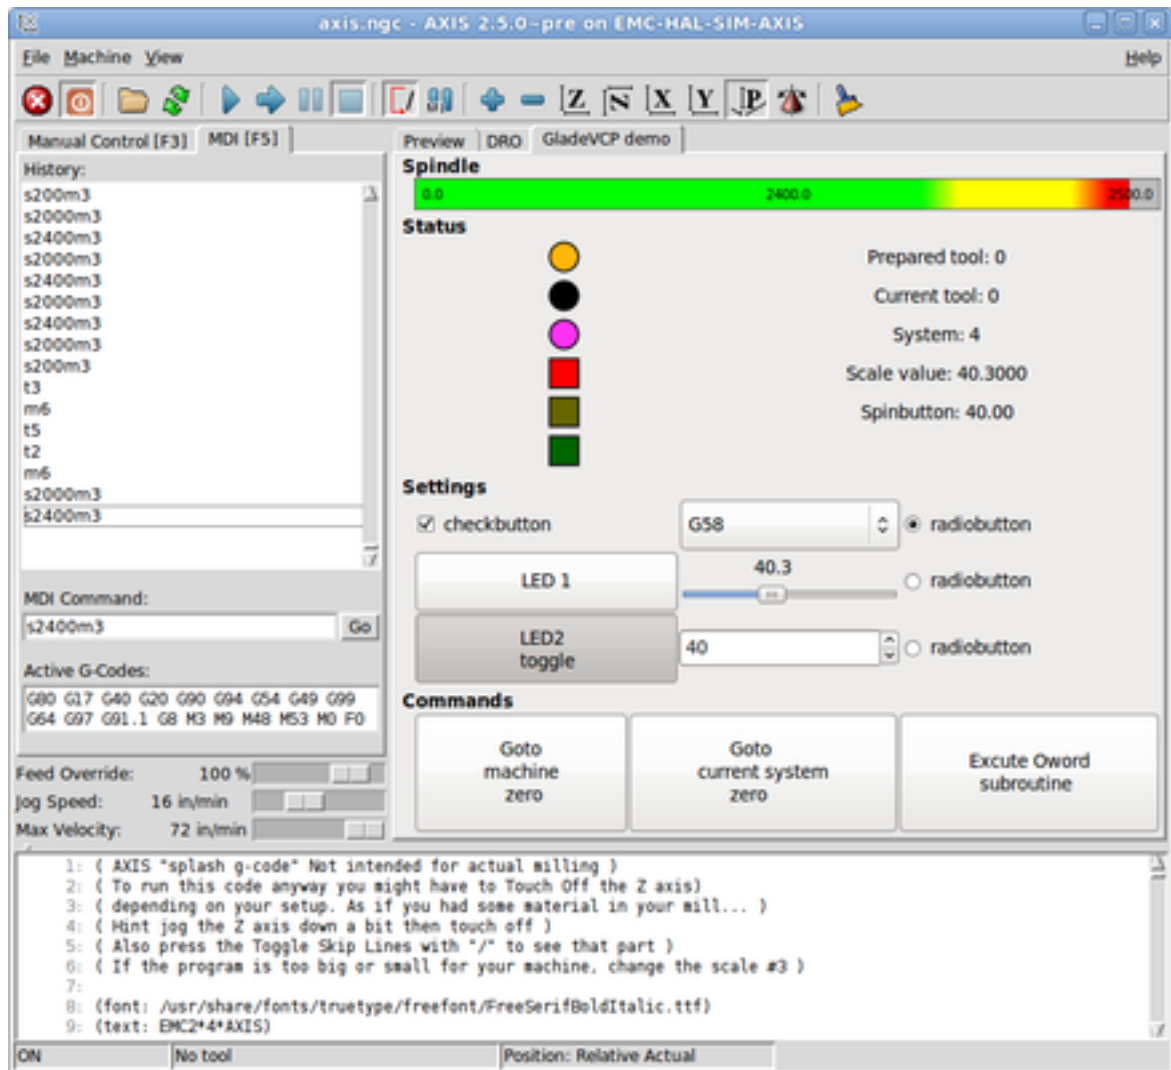 axis.ngc - AXIS 2.5.0~pre on EMC-HAL-SIM-AXIS
File Machine View Help
Z N X Y P
Manual Control [F3] MDI [F5]
Preview DRO GladeVCP demo
History:
s200m3
s2000m3
s2400m3
s2000m3
s2400m3
s2000m3
s2400m3
s2000m3
s200m3
t3
m6
t5
t2
m6
s2000m3
s2400m3
MDI Command:
s2400m3 Go
Active G-Codes:
G80 G17 G40 G20 G90 G94 G54 G49 G99
G64 G97 G91.1 G8 M3 M9 M48 M53 M0 F0
Feed Override: 100 %
Jog Speed: 16 in/min
Max Velocity: 72 in/min
Spindle
0.0 2400.0 2500.0
Status
Prepared tool: 0
Current tool: 0
System: 4
Scale value: 40.3000
Spinbutton: 40.00
Settings
checkbutton G58 radiobutton
LED 1 40.3 radiobutton
LED2
toggle
40 radiobutton
Commands
Goto
machine
zero
Goto
current system
zero
Excute Oword
subroutine
1: ( AXIS "splash g-code" Not intended for actual milling )
2: ( To run this code anyway you might have to Touch Off the Z axis)
3: ( depending on your setup. As if you had some material in your mill... )
4: ( Hint jog the Z axis down a bit then touch off )
5: ( Also press the Toggle Skip Lines with "/" to see that part )
6: ( If the program is too big or small for your machine, change the scale #3 )
7:
8: (font: /usr/share/fonts/truetype/freefont/FreeSerifBoldItalic.ttf)
9: (text: EMC2*4*AXIS)
ON No tool Position: Relative Actual